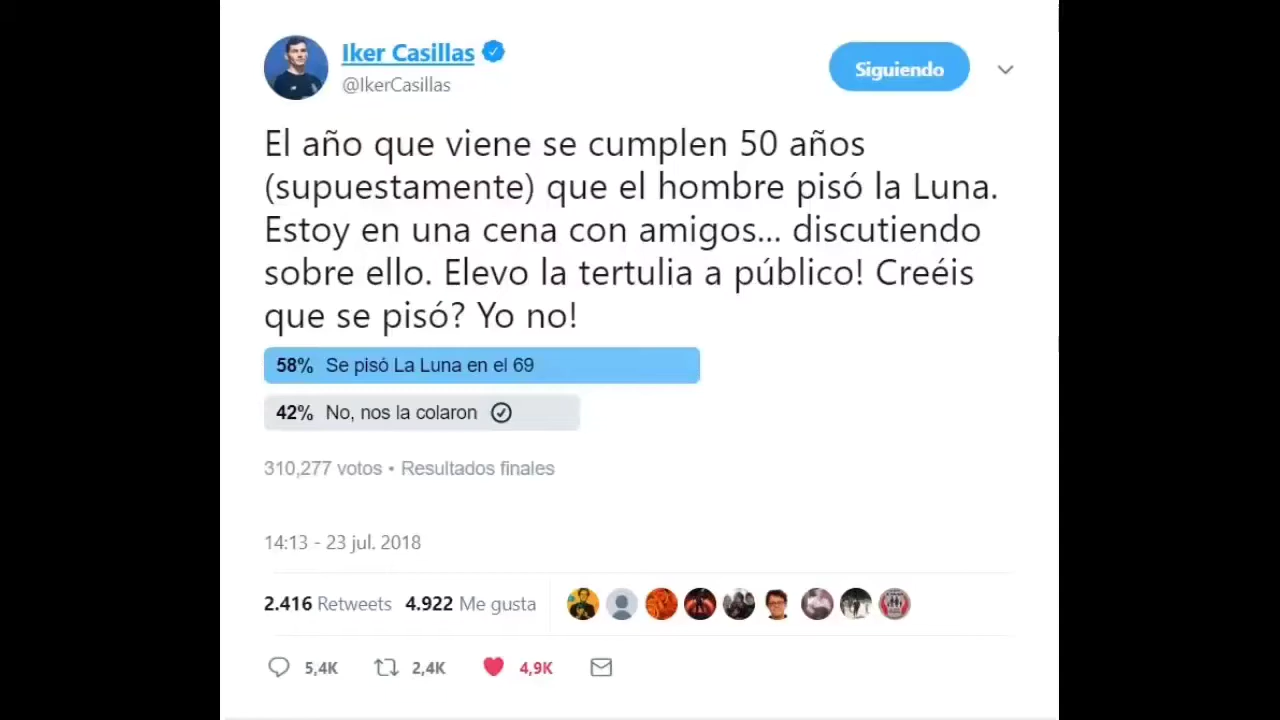 Iker Casillas
@IkerCasillas
Siguiendo
El año que viene se cumplen 50 años
(supuestamente) que el hombre pisó la Luna.
Estoy en una cena con amigos... discutiendo
sobre ello. Elevo la tertulia a público! Creéis
que se pisó? Yo no!
58% Se pisó La Luna en el 69
42% No, nos la colaron
310,277 votos • Resultados finales
14:13 - 23 jul. 2018
2.416 Retweets 4.922 Me gusta
5,4K 2,4K 4,9K